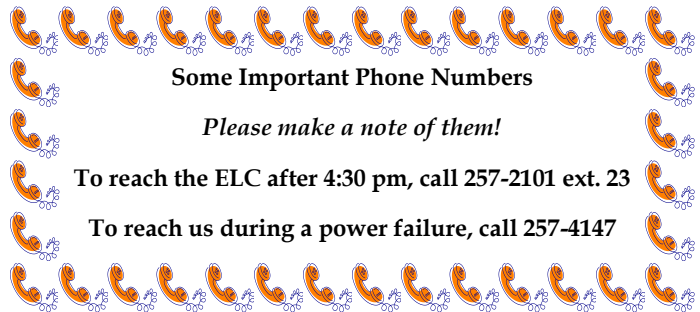 Some Important Phone Numbers
Please make a note of them!
To reach the ELC after 4:30 pm, call 257-2101 ext. 23
To reach us during a power failure, call 257-4147